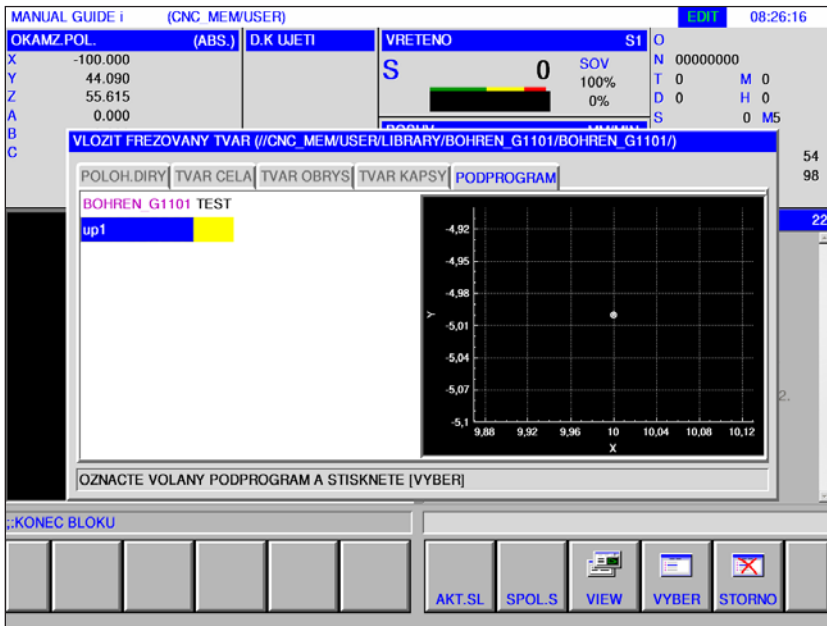 MANUAL GUIDE i (CNC_MEM/USER) EDIT 08:26:16
OKAMZ.POL. (ABS.) D.K UJETI VRETENO S1 O
X -100.000
Y 44.090
Z 55.615
A 0.000
B
C
S 0 SOV
100%
0%
N 00000000
T 0 M 0
D 0 H 0
S 0 M5
54
98
22
VLOZIT FREZOVANY TVAR (//CNC_MEM/USER/LIBRARY/BOHREN_G1101/BOHREN_G1101/)
POLOH.DIRY TVAR CELA TVAR OBRYS TVAR KAPSY PODPROGRAM
BOHREN_G1101 TEST
up1
-4,92
-4,95
-4,98
-5,01
-5,04
-5,07
-5,1
Y
9,88 9,92 9,96 10 10,04 10,08 10,12
X
2.
OZNACTE VOLANY PODPROGRAM A STISKNETE [VYBER]
;:KONEC BLOKU
AKT.SL SPOL.S VIEW VYBER STORNO